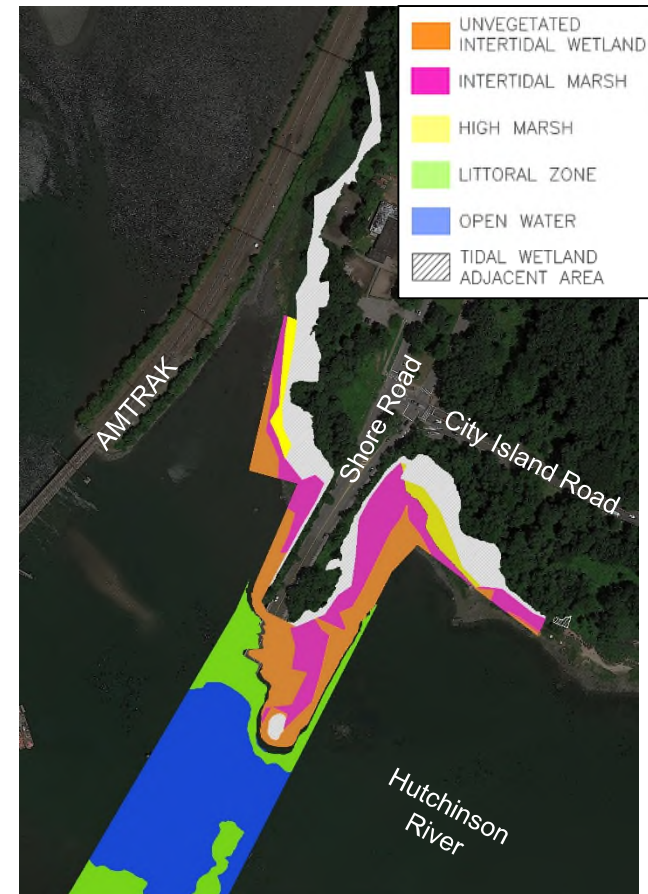 UNVEGETATED
INTERTIDAL WETLAND
INTERTIDAL MARSH
HIGH MARSH
LITTORAL ZONE
OPEN WATER
TIDAL WETLAND
ADJACENT AREA
AMTRAK
Shore Road
City Island Road
Hutchinson
River